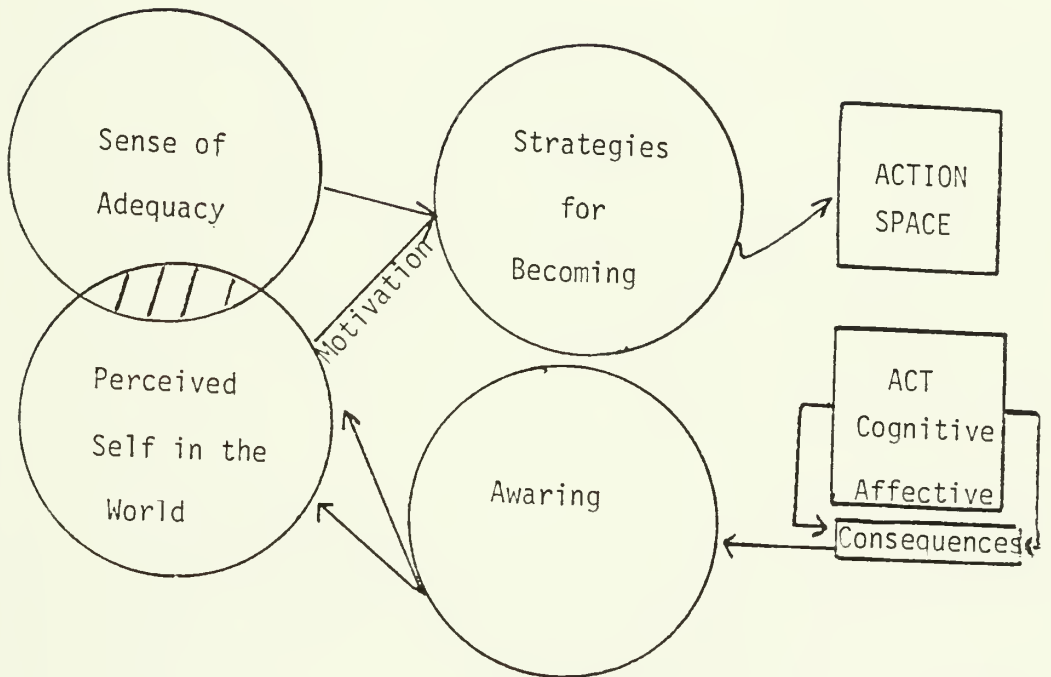 Sense of
Adequacy
Perceived
Self in the
World
Motivation
Strategies
for
Becoming
Awaring
ACTION
SPACE
ACT
Cognitive
Affective
Consequences